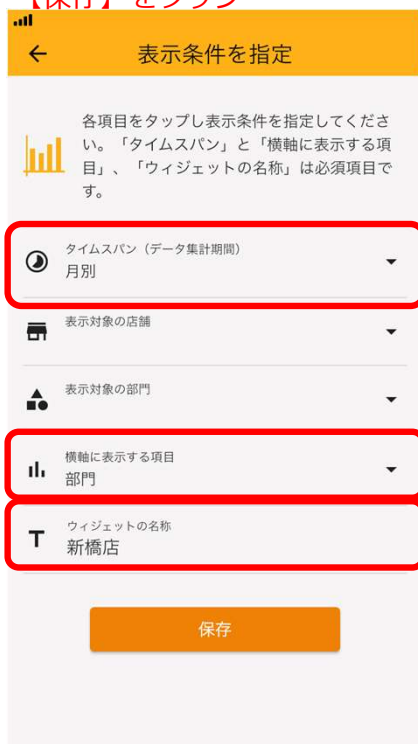 表示条件を指定
各項目をタップし表示条件を指定してくださ
い。「タイムスパン」と「横軸に表示する項
目」、「ウィジェットの名称」は必須項目で
す。
タイムスパン（データ集計期間）
月別
表示対象の店舗
表示対象の部門
横軸に表示する項目
部門
ウィジェットの名称
新橋店
保存